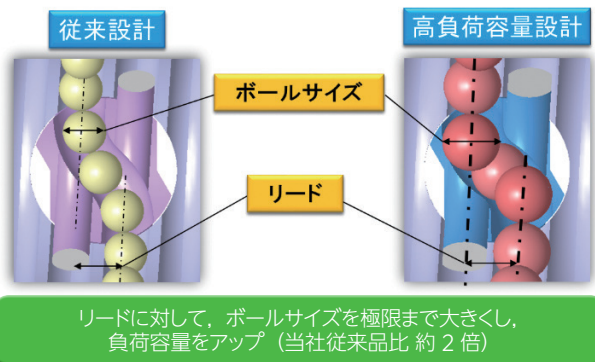 従来設計
高負荷容量設計
ボールサイズ
リード
リードに対して，ボールサイズを極限まで大きくし，
負荷容量をアップ（当社従来品比 約 2 倍）